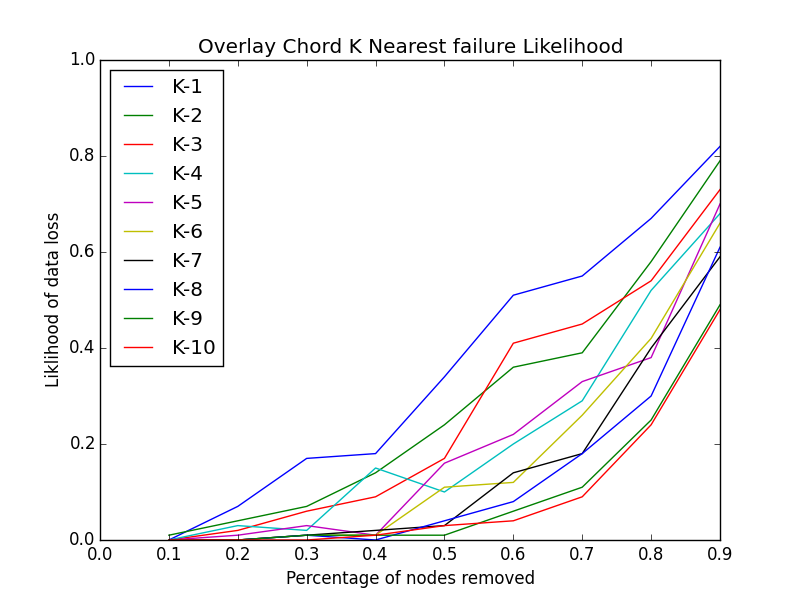 Overlay Chord K Nearest failure Likelihood
1.0
0.8
0.6
0.4
0.2
0.0
Liklihood of data loss
K-1
K-2
K-3
K-4
K-5
K-6
K-7
K-8
K-9
K-10
0.0 0.1 0.2 0.3 0.4 0.5 0.6 0.7 0.8 0.9
Percentage of nodes removed